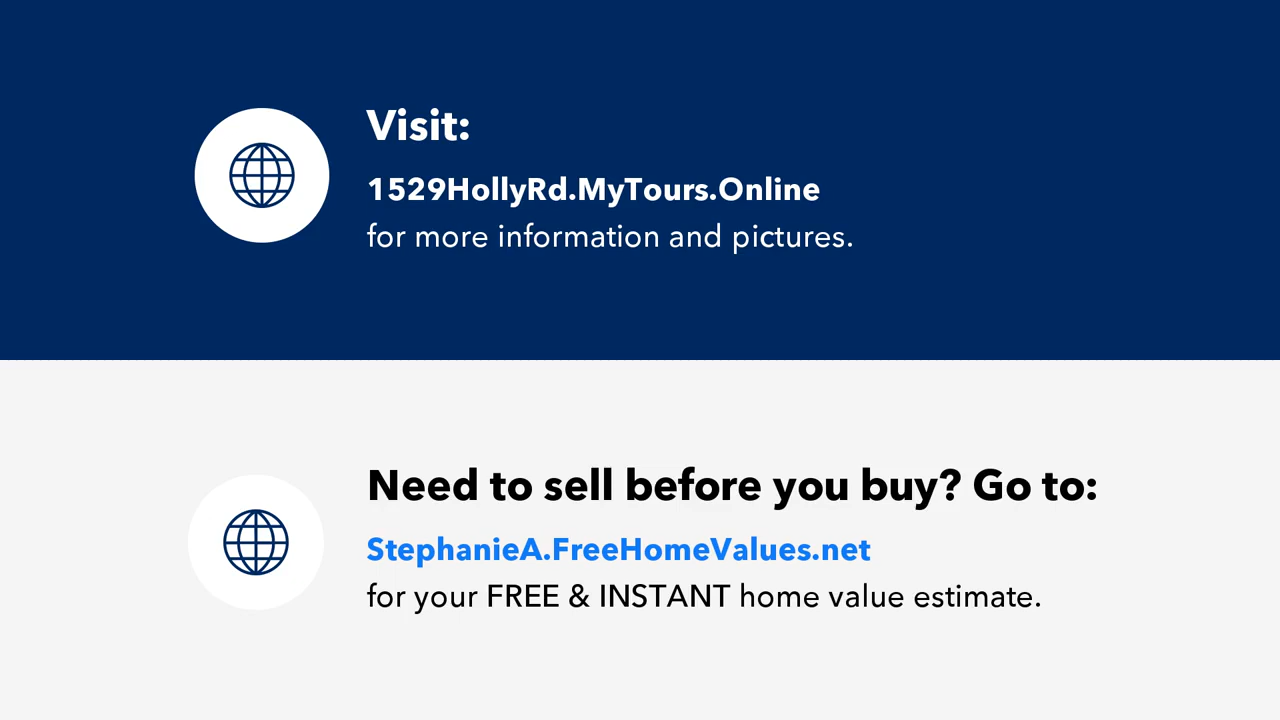 Visit:
1529HollyRd.MyTours.Online
for more information and pictures.
Need to sell before you buy? Go to:
StephanieA.FreeHomeValues.net
for your FREE & INSTANT home value estimate.